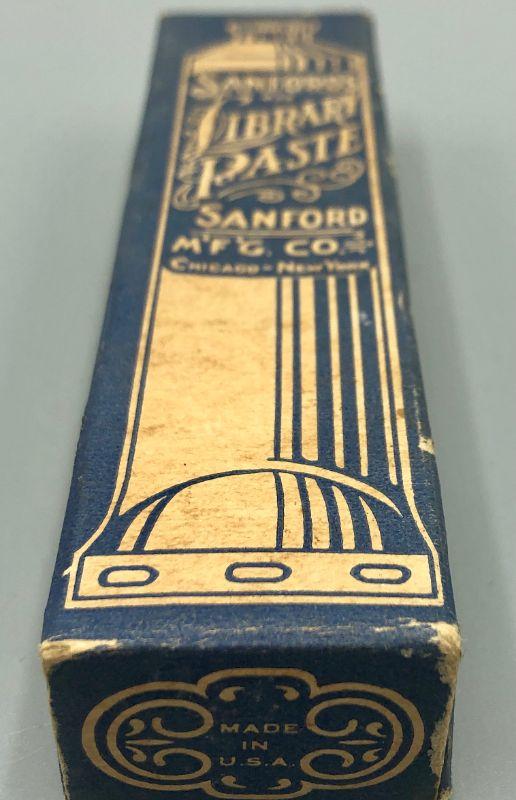 SANFORD'S
LIBRARY
PASTE
SANFORD
M'F'G. CO.
CHICAGO - NEW YORK
MADE
IN
U.S.A.